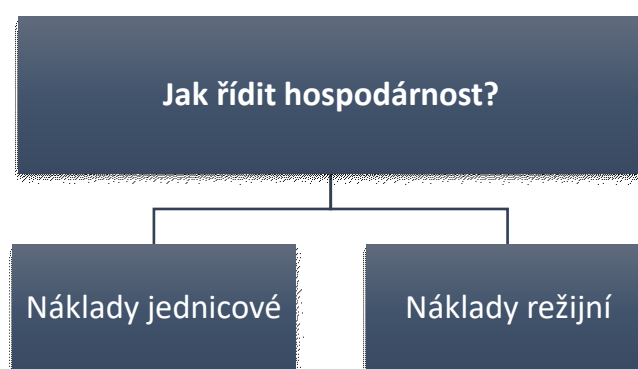 Jak řídit hospodárnost?
Náklady jednicové
Náklady režijní